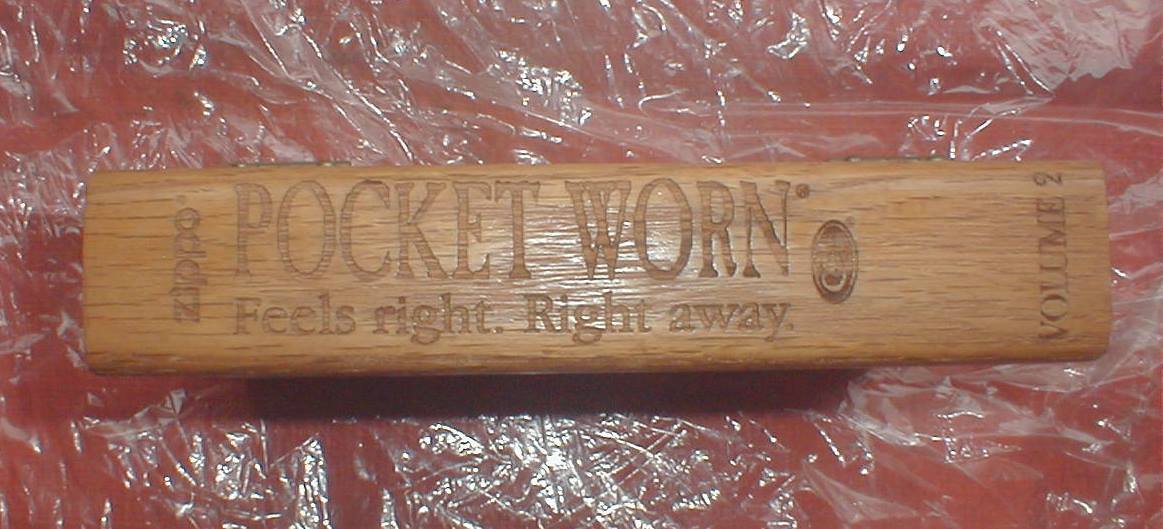 zippo
POCKET WORN®
Feels right. Right away.
VOLUME 2